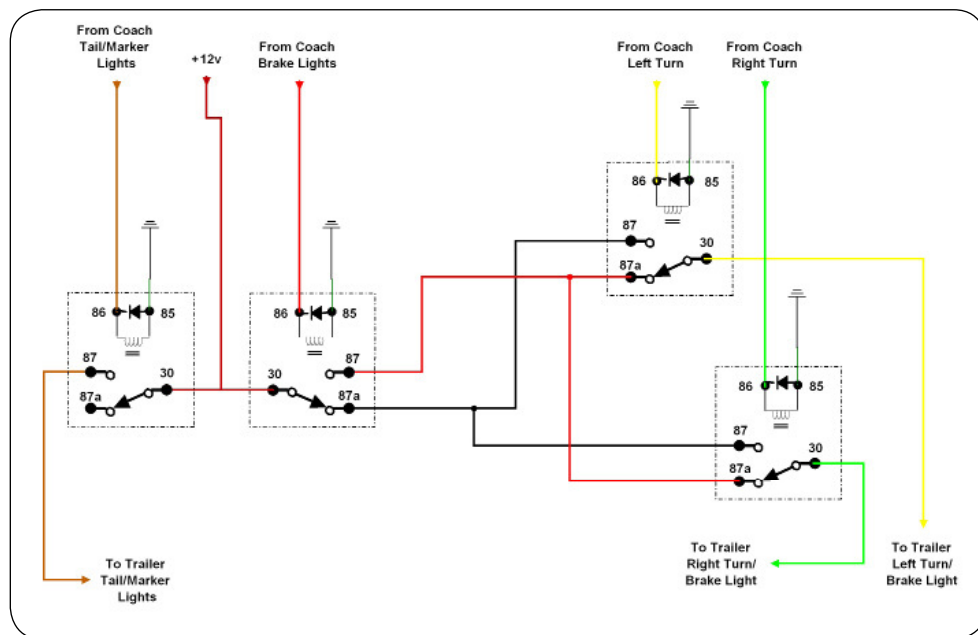 From Coach
Tail/Marker
Lights
+12v
From Coach
Brake Lights
From Coach
Left Turn
From Coach
Right Turn
86
85
87
30
87a
86
85
87
30
87a
86
85
87
30
87a
86
85
87
30
87a
To Trailer
Tail/Marker
Lights
To Trailer
Right Turn/
Brake Light
To Trailer
Left Turn/
Brake Light